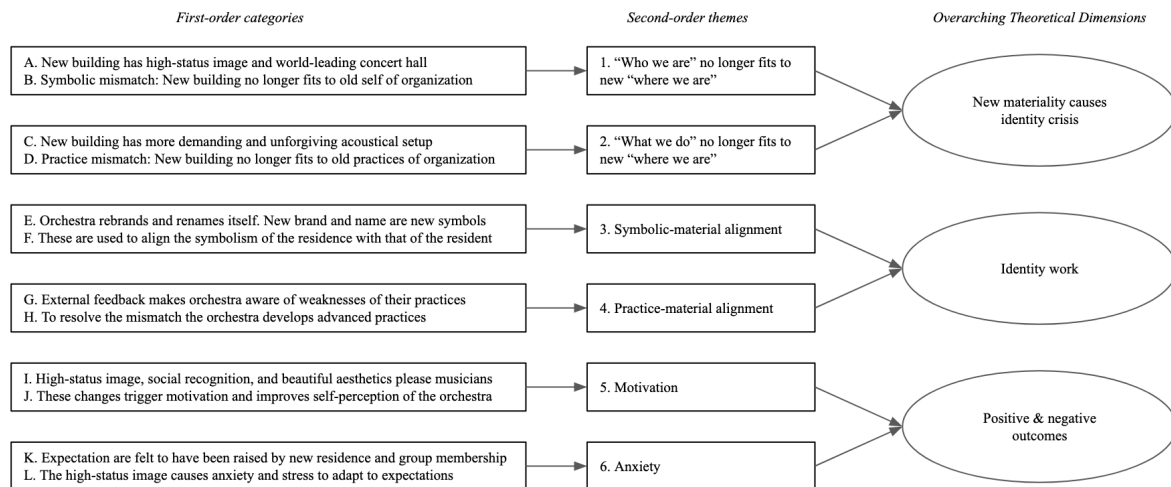 First-order categories
Second-order themes
Overarching Theoretical Dimensions
A. New building has high-status image and world-leading concert hall
B. Symbolic mismatch: New building no longer fits to old self of organization
1. “Who we are” no longer fits to
new “where we are”
New materiality causes
identity crisis
C. New building has more demanding and unforgiving acoustical setup
D. Practice mismatch: New building no longer fits to old practices of organization
2. “What we do” no longer fits to
new “where we are”
E. Orchestra rebrands and renames itself. New brand and name are new symbols
F. These are used to align the symbolism of the residence with that of the resident
3. Symbolic-material alignment
Identity work
G. External feedback makes orchestra aware of weaknesses of their practices
H. To resolve the mismatch the orchestra develops advanced practices
4. Practice-material alignment
I. High-status image, social recognition, and beautiful aesthetics please musicians
J. These changes trigger motivation and improves self-perception of the orchestra
5. Motivation
Positive & negative
outcomes
K. Expectation are felt to have been raised by new residence and group membership
L. The high-status image causes anxiety and stress to adapt to expectations
6. Anxiety